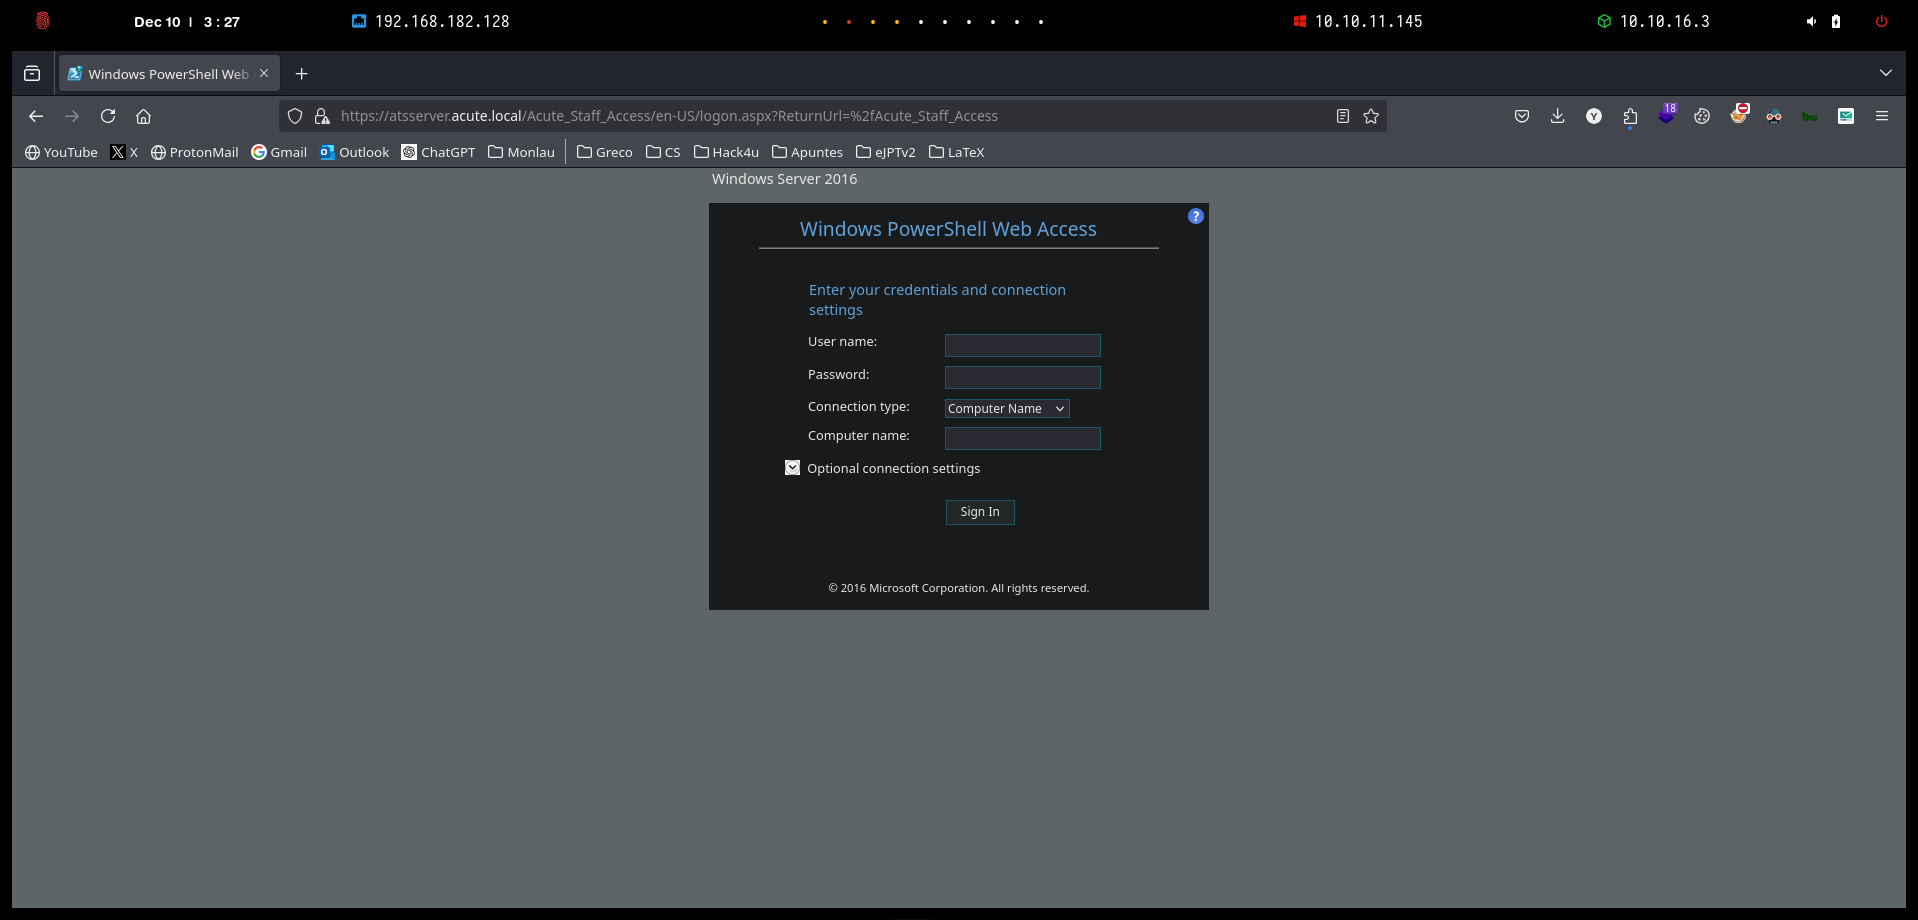 Dec 10 | 3 : 27 192.168.182.128 10.10.11.145 10.10.16.3
Windows PowerShell Web
https://atsserver.acute.local/Acute_Staff_Access/en-US/logon.aspx?ReturnUrl=%2fAcute_Staff_Access
Y 18
YouTube X ProtonMail Gmail Outlook ChatGPT Monlau Greco CS Hack4u Apuntes eJPTv2 LaTeX
Windows Server 2016
?
Windows PowerShell Web Access
Enter your credentials and connection
settings
User name:
Password:
Connection type: Computer Name
Computer name:
Optional connection settings
Sign In
© 2016 Microsoft Corporation. All rights reserved.